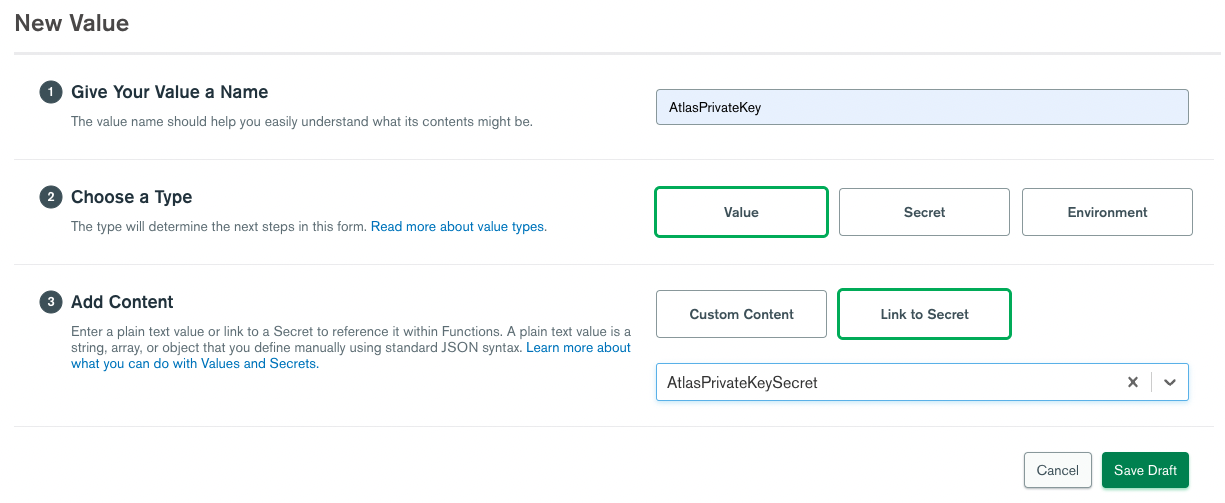 New Value
1 Give Your Value a Name
The value name should help you easily understand what its contents might be.
AtlasPrivateKey
2 Choose a Type
The type will determine the next steps in this form. Read more about value types.
Value Secret Environment
3 Add Content
Enter a plain text value or link to a Secret to reference it within Functions. A plain text value is a
string, array, or object that you define manually using standard JSON syntax. Learn more about
what you can do with Values and Secrets.
Custom Content Link to Secret
AtlasPrivateKeySecret
Cancel Save Draft